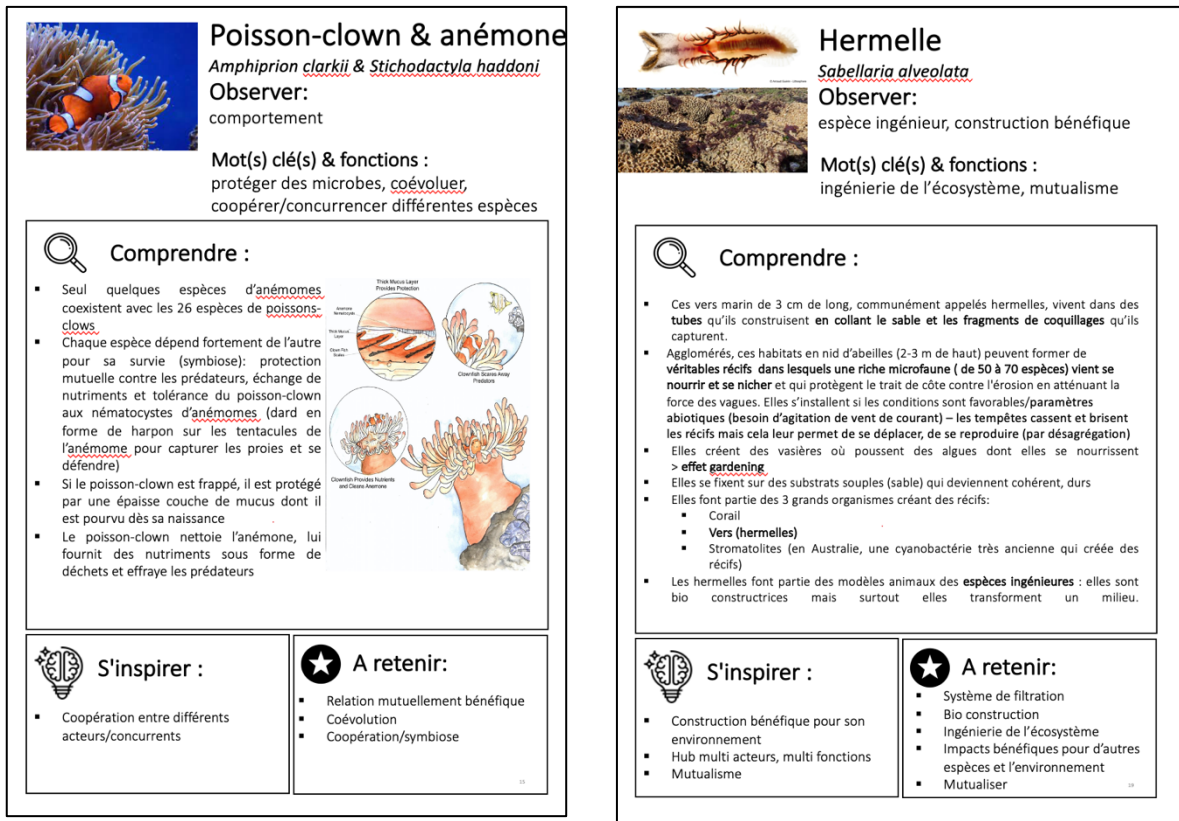 Poisson-clown & anémone
Amphiprion clarkii & Stichodactyla haddoni
Observer:
comportement
Mot(s) clé(s) & fonctions :
protéger des microbes, coévoluer,
coopérer/concurrencer différentes espèces
Comprendre :
▪ Seul quelques espèces d'anémomes
coexistent avec les 26 espèces de poissons-
clows
▪ Chaque espèce dépend fortement de l'autre
pour sa survie (symbiose): protection
mutuelle contre les prédateurs, échange de
nutriments et tolérance du poisson-clown
aux nématocystes d'anémomes (dard en
forme de harpon sur les tentacules de
l'anémome pour capturer les proies et se
défendre)
▪ Si le poisson-clown est frappé, il est protégé
par une épaisse couche de mucus dont il
est pourvu dès sa naissance
▪ Le poisson-clown nettoie l'anémone, lui
fournit des nutriments sous forme de
déchets et effraye les prédateurs
Thick Mucus Layer
Provides Protection
Anemone
Nematocysts
Thick Mucus
Layer
Clown Fish
Scales
Clownfish Scares Away
Predators
Clownfish Provides Nutrients
and Cleans Anemone
S'inspirer :
▪ Coopération entre différents
acteurs/concurrents
A retenir:
▪ Relation mutuellement bénéfique
▪ Coévolution
▪ Coopération/symbiose
15
Hermelle
Sabellaria alveolata
Observer:
espèce ingénieur, construction bénéfique
Mot(s) clé(s) & fonctions :
ingénierie de l'écosystème, mutualisme
Comprendre :
▪ Ces vers marin de 3 cm de long, communément appelés hermelles, vivent dans des
tubes qu'ils construisent en collant le sable et les fragments de coquillages qu'ils
capturent.
▪ Agglomérés, ces habitats en nid d'abeilles (2-3 m de haut) peuvent former de
véritables récifs dans lesquels une riche microfaune ( de 50 à 70 espèces) vient se
nourrir et se nicher et qui protègent le trait de côte contre l'érosion en atténuant la
force des vagues. Elles s'installent si les conditions sont favorables/paramètres
abiotiques (besoin d'agitation de vent de courant) – les tempêtes cassent et brisent
les récifs mais cela leur permet de se déplacer, de se reproduire (par désagrégation)
▪ Elles créent des vasières où poussent des algues dont elles se nourrissent
> effet gardening
▪ Elles se fixent sur des substrats souples (sable) qui deviennent cohérent, durs
▪ Elles font partie des 3 grands organismes créant des récifs:
▪ Corail
▪ Vers (hermelles)
▪ Stromatolites (en Australie, une cyanobactérie très ancienne qui créée des
récifs)
▪ Les hermelles font partie des modèles animaux des espèces ingénieures : elles sont
bio constructrices mais surtout elles transforment un milieu.
S'inspirer :
▪ Construction bénéfique pour son
environnement
▪ Hub multi acteurs, multi fonctions
▪ Mutualisme
A retenir:
▪ Système de filtration
▪ Bio construction
▪ Ingénierie de l'écosystème
▪ Impacts bénéfiques pour d'autres
espèces et l'environnement
▪ Mutualiser
19